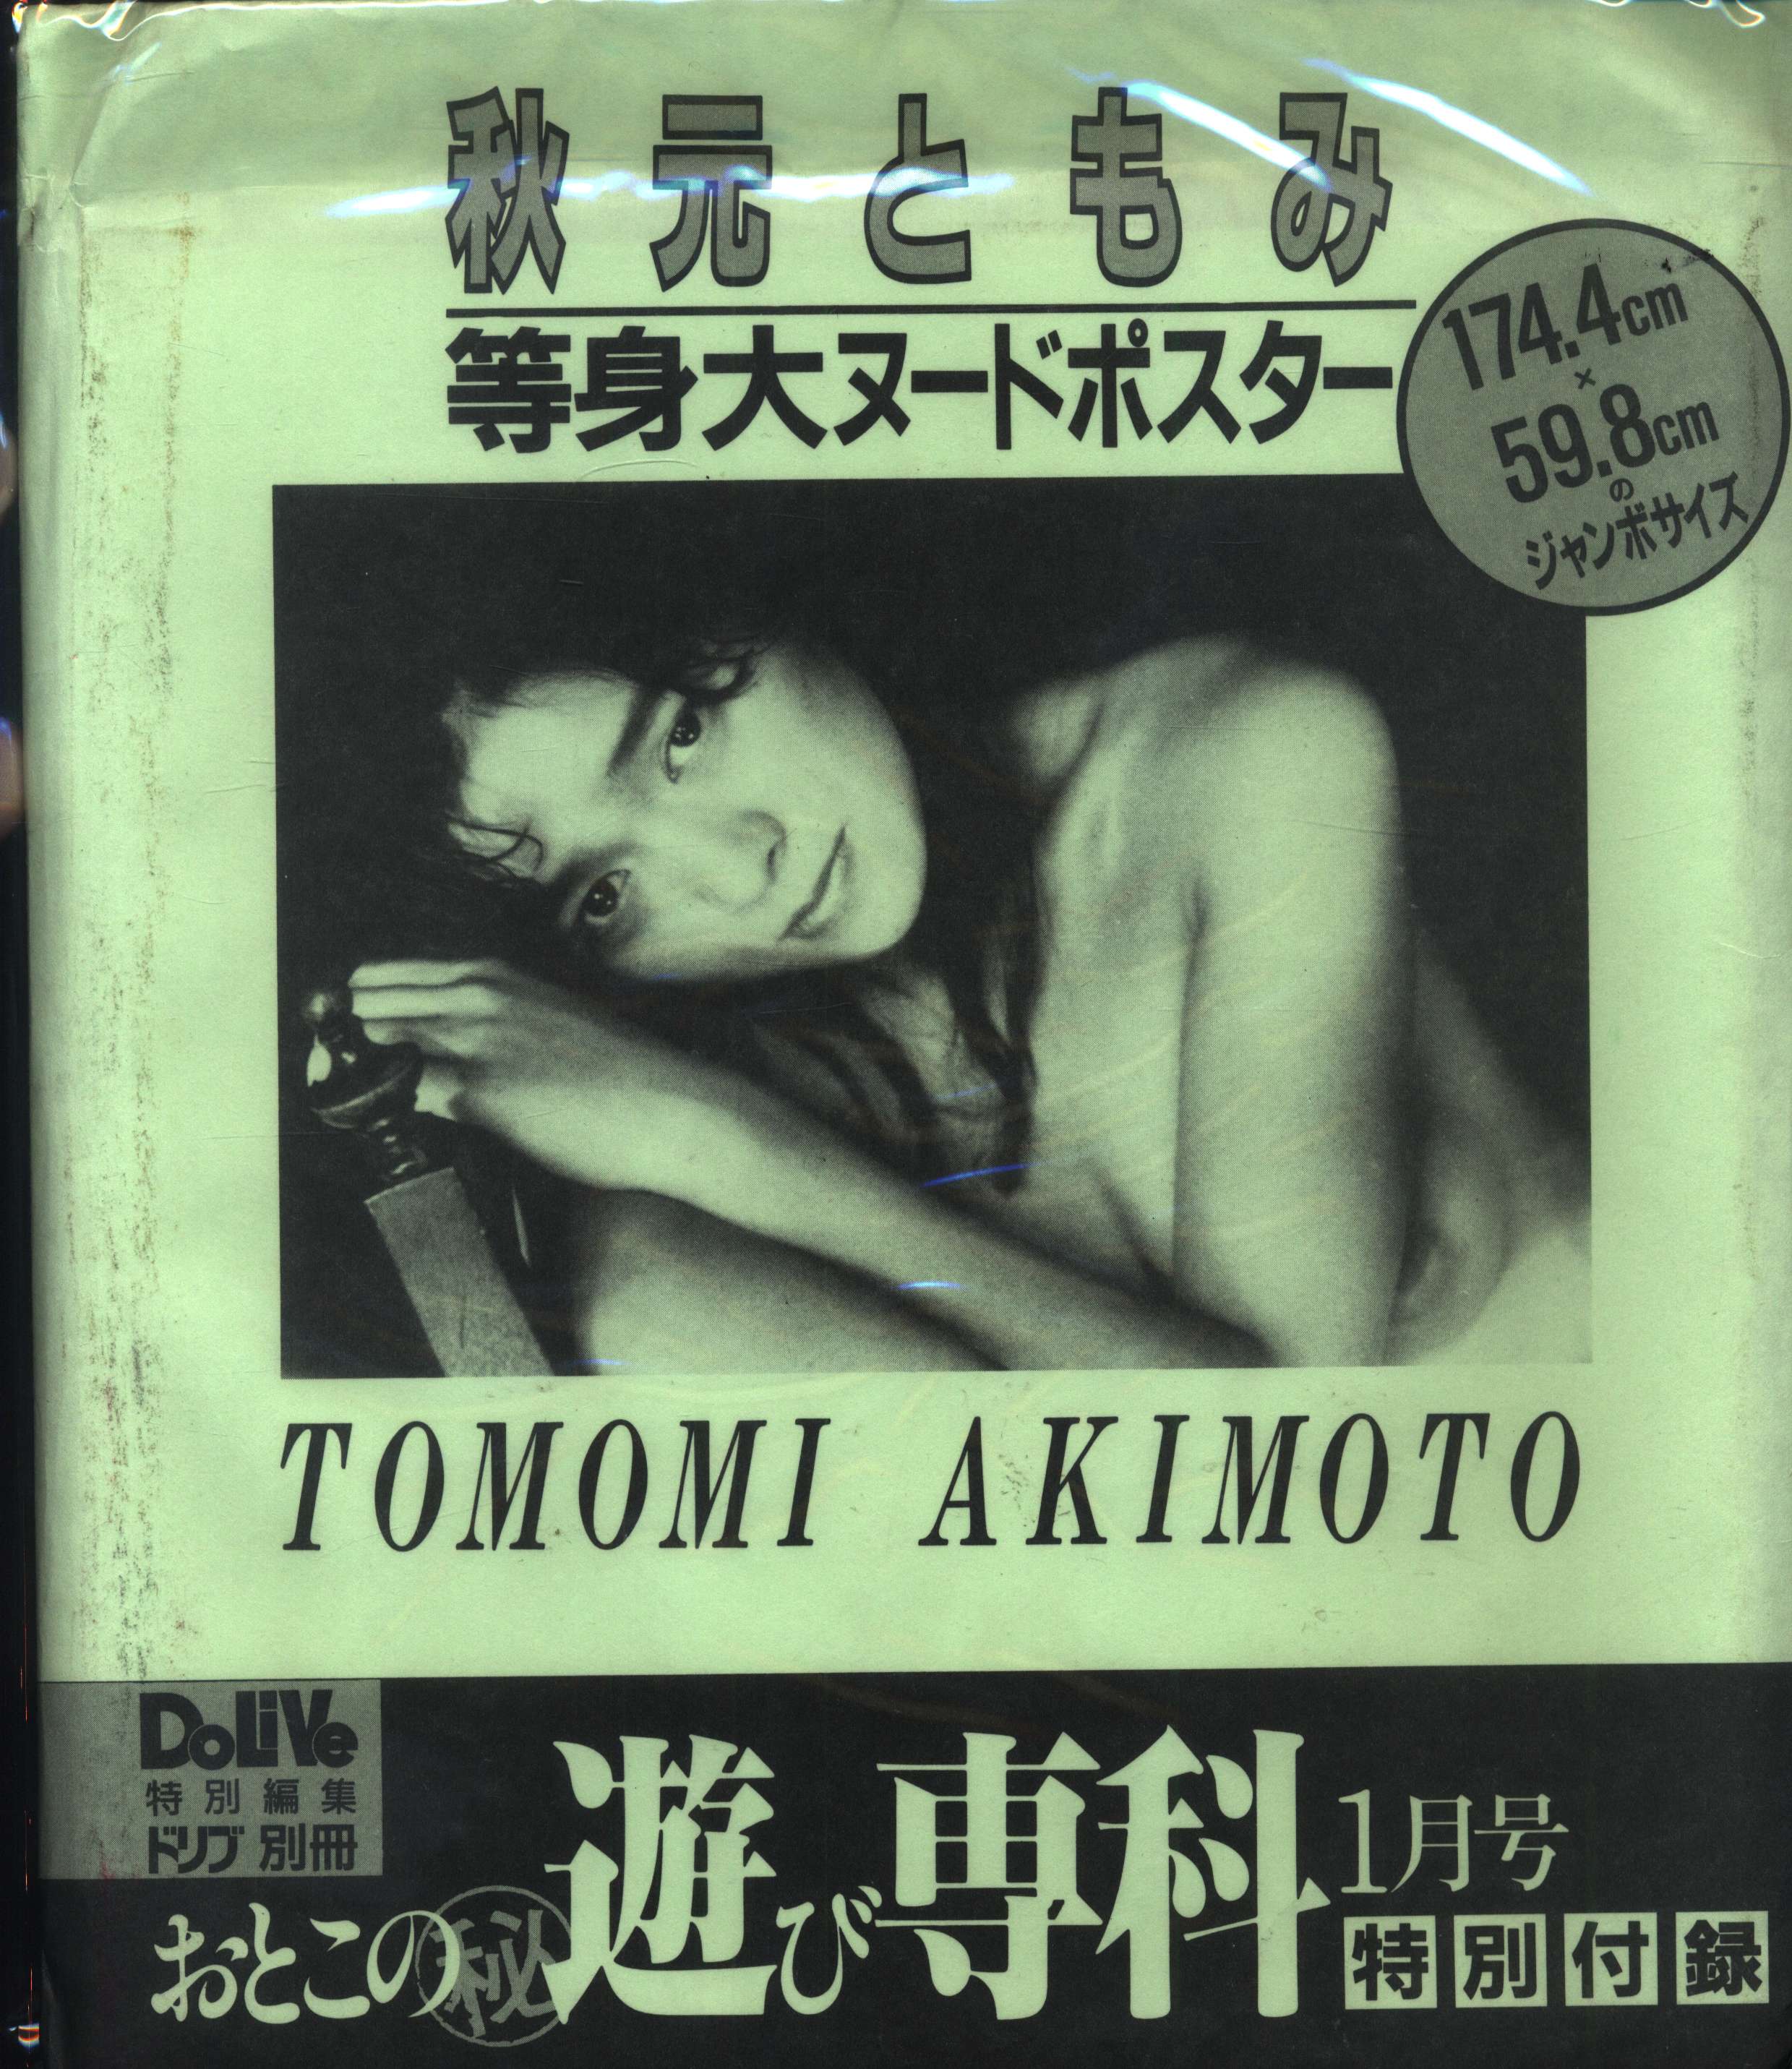 秋元ともみ
等身大ヌードポスター
174.4cm
×
59.8cm
の
ジャンボサイズ
TOMOMI AKIMOTO
DoLiVe
特別編集
ドリブ 別冊
おとこの㊙遊び専科
1月号
特別付録